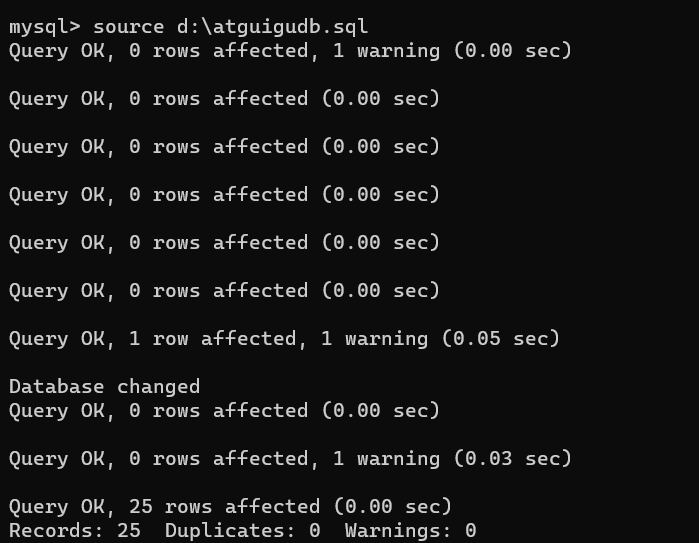 mysql> source d:\atguigudb.sql
Query OK, 0 rows affected, 1 warning (0.00 sec)
Query OK, 0 rows affected (0.00 sec)
Query OK, 0 rows affected (0.00 sec)
Query OK, 0 rows affected (0.00 sec)
Query OK, 0 rows affected (0.00 sec)
Query OK, 0 rows affected (0.00 sec)
Query OK, 1 row affected, 1 warning (0.05 sec)
Database changed
Query OK, 0 rows affected (0.00 sec)
Query OK, 0 rows affected, 1 warning (0.03 sec)
Query OK, 25 rows affected (0.00 sec)
Records: 25  Duplicates: 0  Warnings: 0